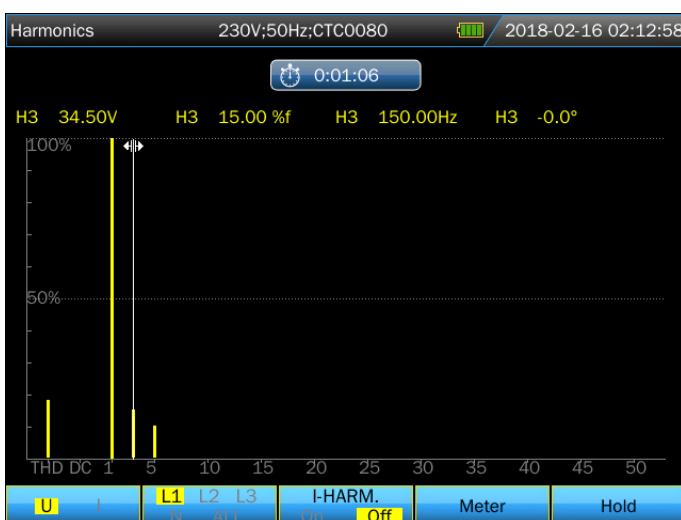 Harmonics 230V;50Hz;CTC0080 2018-02-16 02:12:58
0:01:06
H3 34.50V H3 15.00 %f H3 150.00Hz H3 -0.0°
100%
50%
THD DC 1 5 10 15 20 25 30 35 40 45 50
U I L1 L2 L3 I-HARM. Meter Hold
N ALL On Off